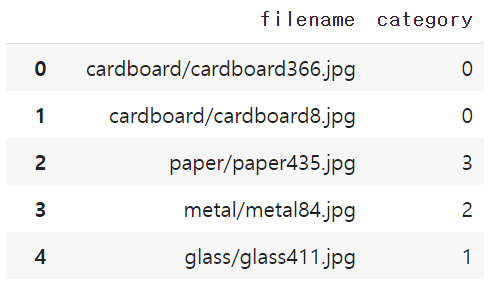 filename category
0 cardboard/cardboard366.jpg 0
1 cardboard/cardboard8.jpg 0
2 paper/paper435.jpg 3
3 metal/metal84.jpg 2
4 glass/glass411.jpg 1